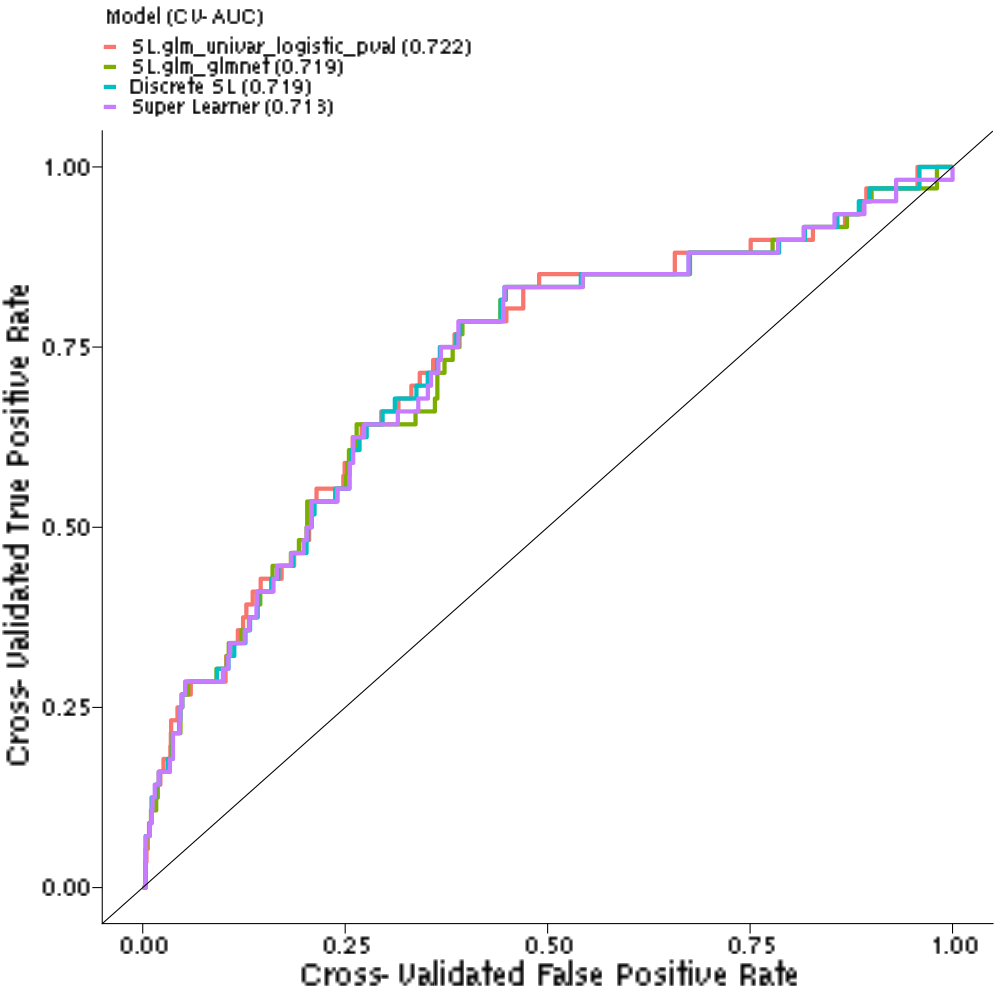 Model (CV-AUC)
SL.glm_univar_logistic_pval (0.722)
SL.glm_glmnet (0.719)
Discrete SL (0.719)
Super Learner (0.713)
1.00
0.75
0.50
0.25
0.00
Cross-Validated True Positive Rate
0.00 0.25 0.50 0.75 1.00
Cross-Validated False Positive Rate